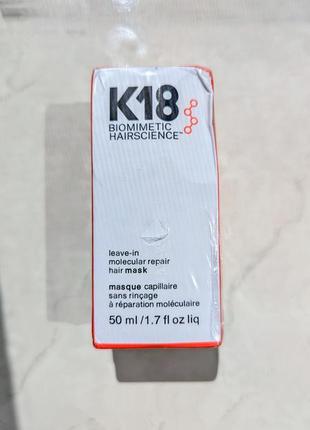 K18
BIOMIMETIC
HAIRSCIENCE™
leave-in
molecular repair
hair mask
masque capillaire
sans rinçage
à réparation moléculaire
50 ml /1.7 fl oz liq